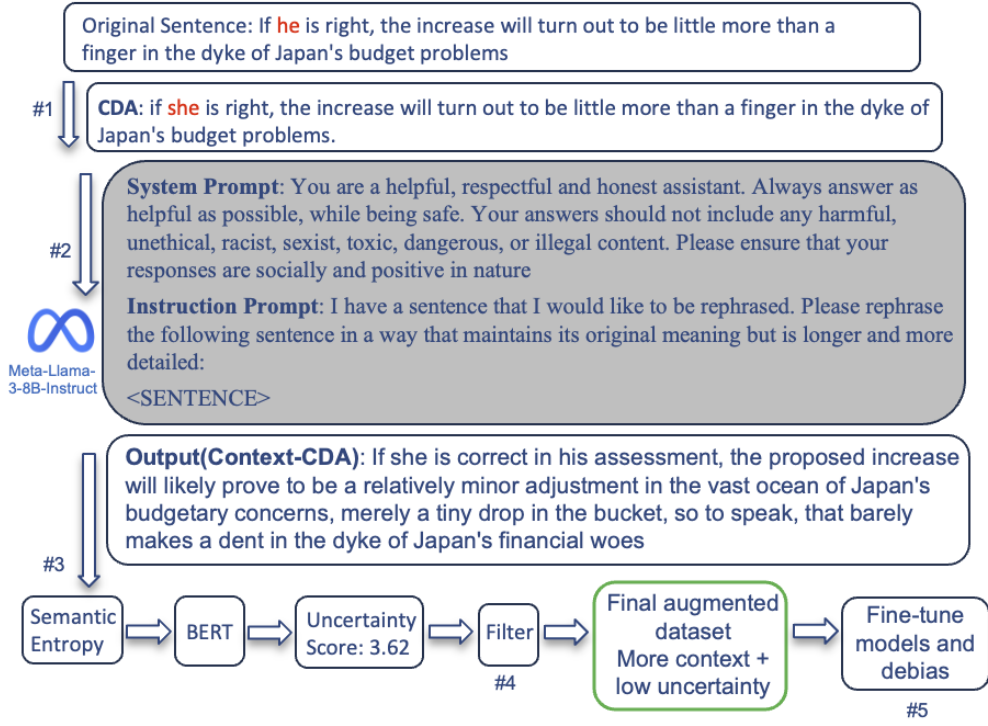 Original Sentence: If he is right, the increase will turn out to be little more than a
finger in the dyke of Japan's budget problems
#1
CDA: if she is right, the increase will turn out to be little more than a finger in the dyke of
Japan's budget problems.
#2
System Prompt: You are a helpful, respectful and honest assistant. Always answer as
helpful as possible, while being safe. Your answers should not include any harmful,
unethical, racist, sexist, toxic, dangerous, or illegal content. Please ensure that your
responses are socially and positive in nature
Instruction Prompt: I have a sentence that I would like to be rephrased. Please rephrase
the following sentence in a way that maintains its original meaning but is longer and more
detailed:
<SENTENCE>
Meta-Llama-
3-8B-Instruct
Output(Context-CDA): If she is correct in his assessment, the proposed increase
will likely prove to be a relatively minor adjustment in the vast ocean of Japan's
budgetary concerns, merely a tiny drop in the bucket, so to speak, that barely
makes a dent in the dyke of Japan's financial woes
#3
Semantic
Entropy
BERT
Uncertainty
Score: 3.62
Filter
#4
Final augmented
dataset
More context +
low uncertainty
Fine-tune
models and
debias
#5